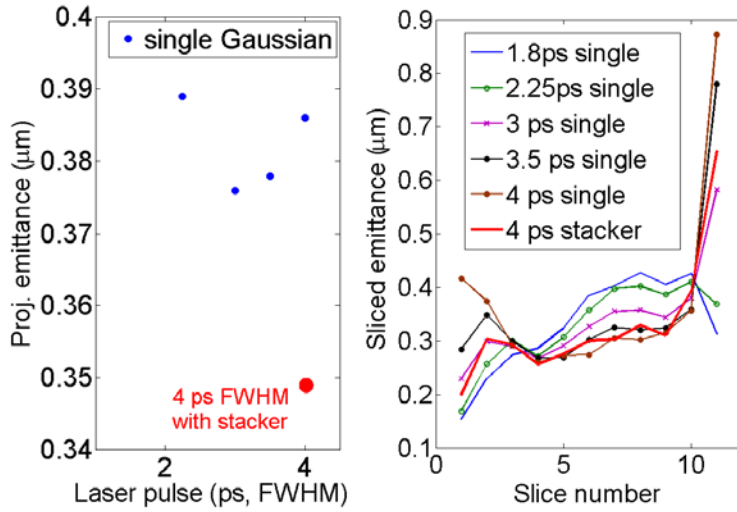 0.4
0.39
0.38
0.37
0.36
0.35
0.34
Proj. emittance (μm)
single Gaussian
4 ps FWHM
with stacker
2
4
Laser pulse (ps, FWHM)
0.9
0.8
0.7
0.6
0.5
0.4
0.3
0.2
0.1
Sliced emittance (μm)
1.8ps single
2.25ps single
3 ps single
3.5 ps single
4 ps single
4 ps stacker
0
5
10
Slice number